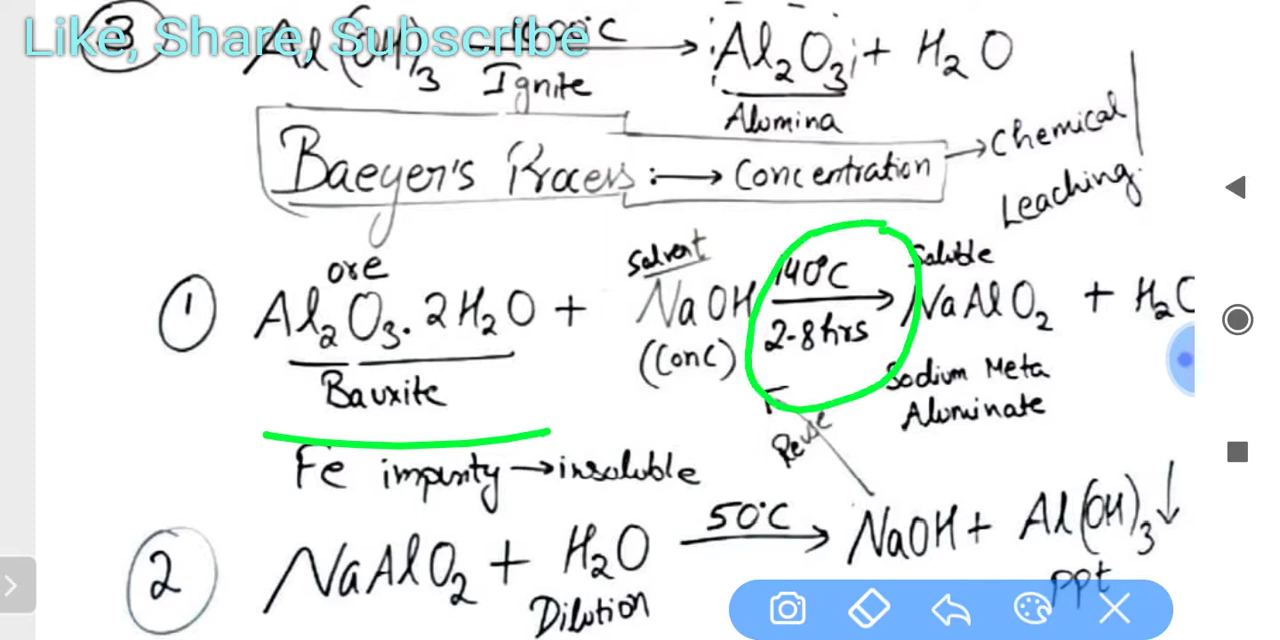 Like, Share, Subscribe
③ Al(OH)₃ °C → Al₂O₃ + H₂O
Ignite
Alumina
Baeyer's Process :→ Concentration → Chemical
Leaching
ore Solvent 140°C Soluble
① Al₂O₃.2H₂O + NaOH → NaAlO₂ + H₂O
2-8hrs
Bauxite (Conc) Sodium Meta
Aluminate
Reuse
Fe impurity → insoluble
50°C
② NaAlO₂ + H₂O → NaOH + Al(OH)₃ ↓
Dilution ppt